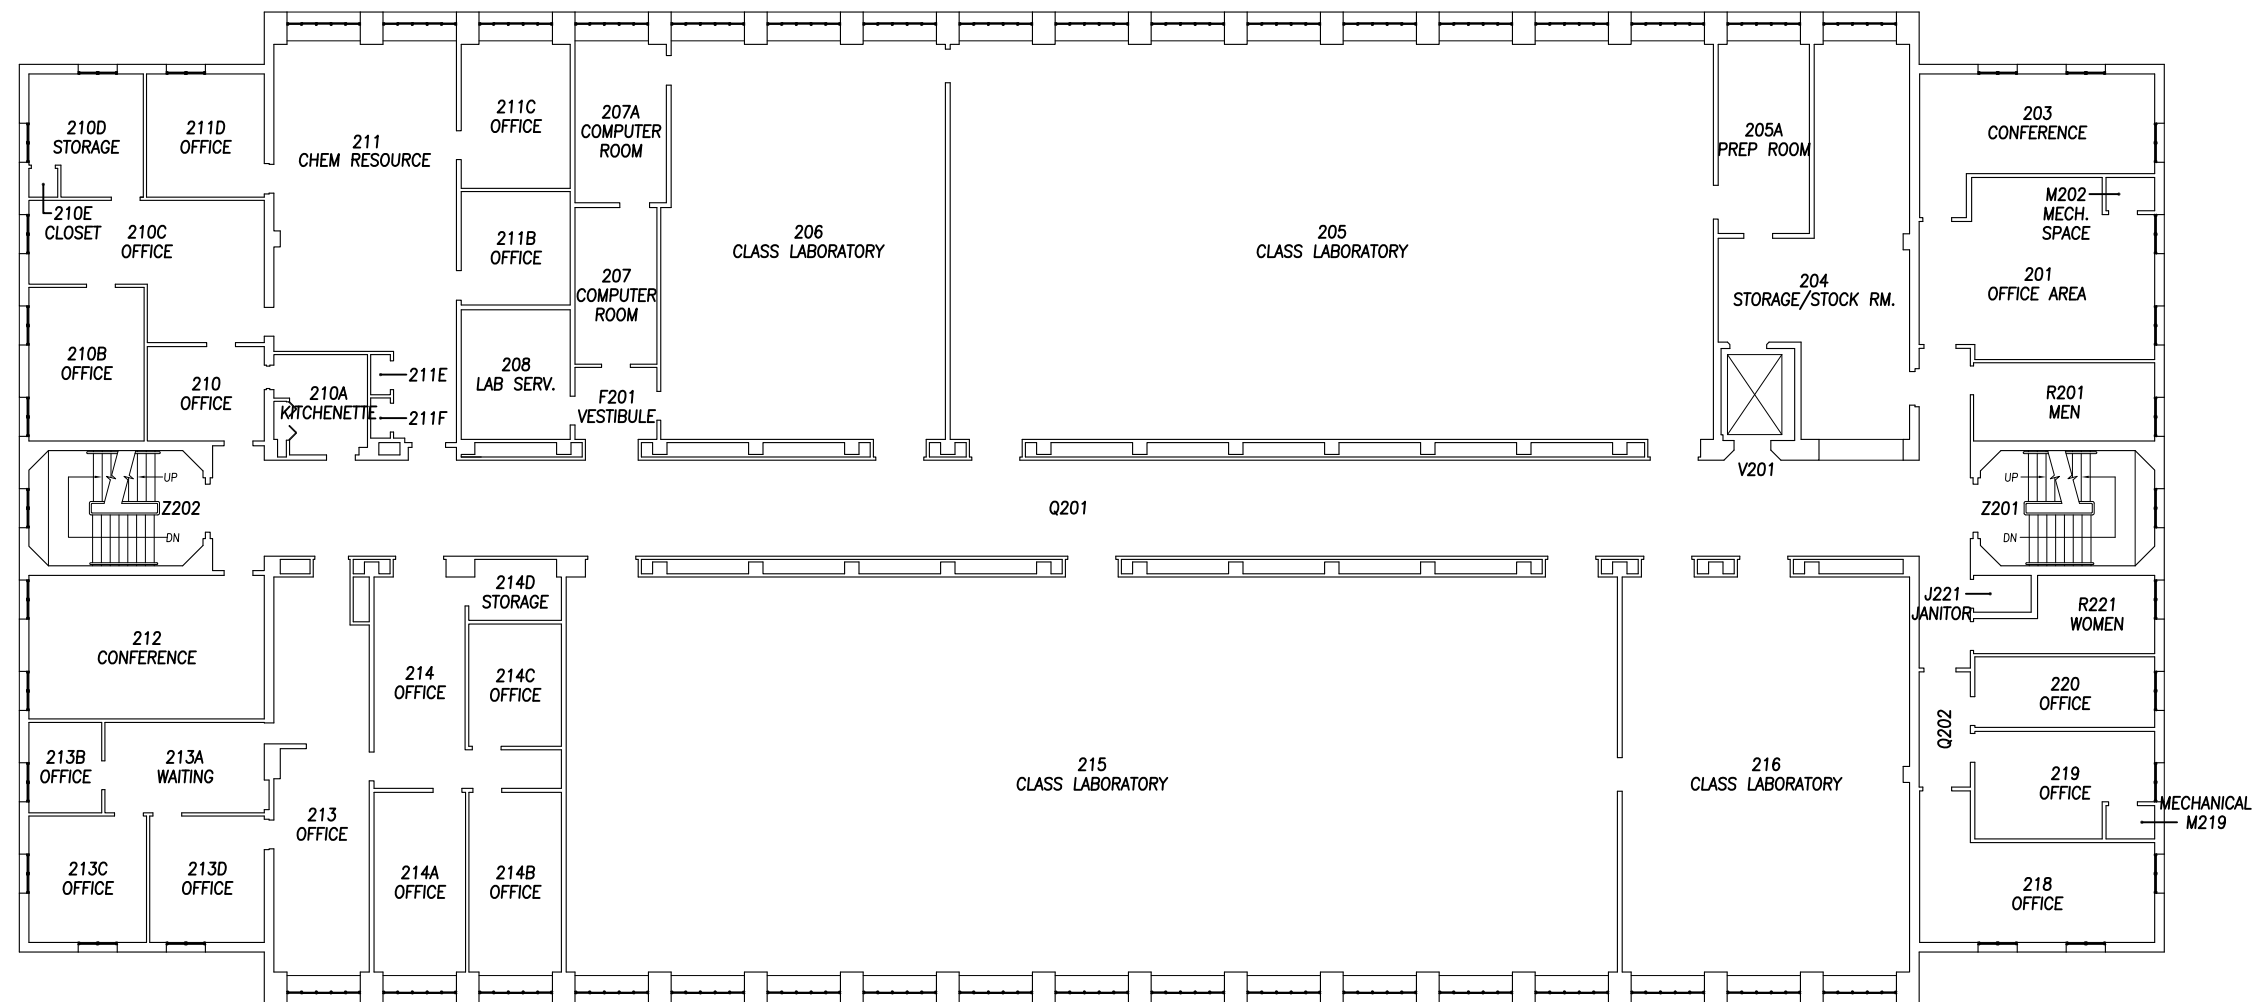 210D
STORAGE
211D
OFFICE
211
CHEM RESOURCE
211C
OFFICE
207A
COMPUTER
ROOM
205A
PREP ROOM
203
CONFERENCE
210E
CLOSET
210C
OFFICE
211B
OFFICE
206
CLASS LABORATORY
205
CLASS LABORATORY
M202
MECH.
SPACE
207
COMPUTER
ROOM
204
STORAGE/STOCK RM.
201
OFFICE AREA
210B
OFFICE
210
OFFICE
210A
KITCHENETTE
211E
211F
208
LAB SERV.
F201
VESTIBULE
R201
MEN
V201
UP
Z202
DN
Q201
UP
Z201
DN
214D
STORAGE
J221
JANITOR
R221
WOMEN
212
CONFERENCE
214
OFFICE
214C
OFFICE
220
OFFICE
Q202
213B
OFFICE
213A
WAITING
215
CLASS LABORATORY
216
CLASS LABORATORY
219
OFFICE
MECHANICAL
M219
213
OFFICE
213C
OFFICE
213D
OFFICE
214A
OFFICE
214B
OFFICE
218
OFFICE